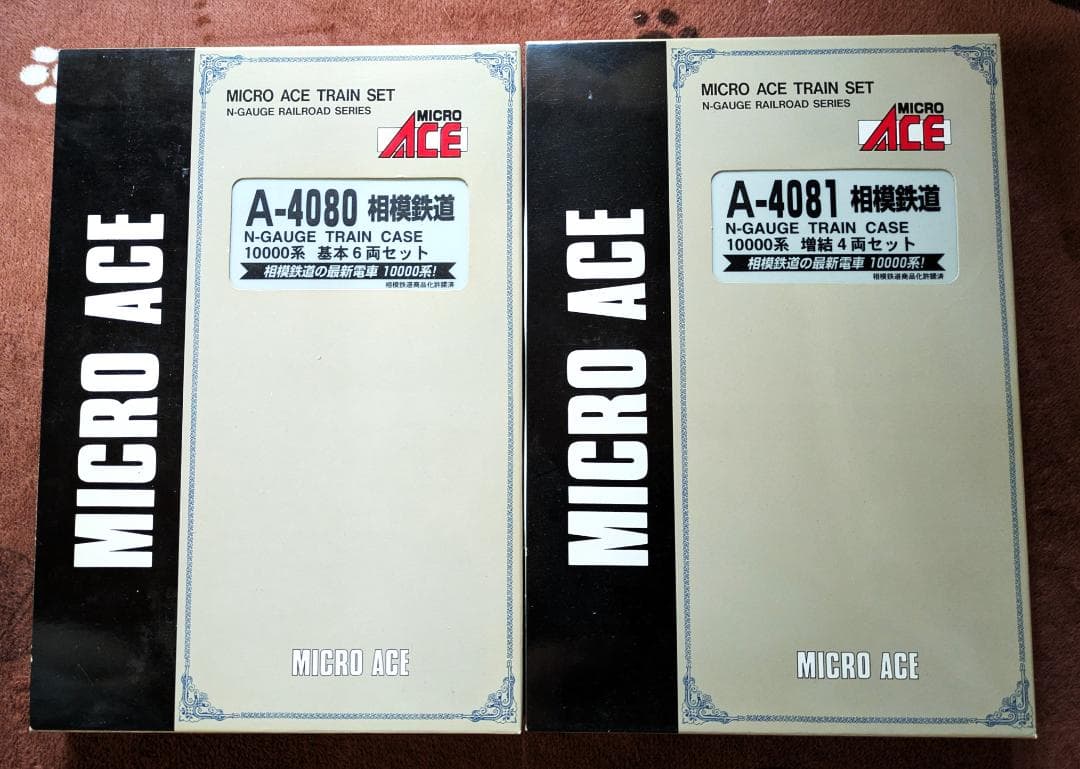 MICRO ACE
MICRO ACE TRAIN SET
N-GAUGE RAILROAD SERIES
MICRO
ACE
A-4080 相模鉄道
N-GAUGE TRAIN CASE
10000系 基本6両セット
相模鉄道の最新電車 10000系!
相模鉄道商品化許諾済
MICRO ACE
MICRO ACE
MICRO ACE TRAIN SET
N-GAUGE RAILROAD SERIES
MICRO
ACE
A-4081 相模鉄道
N-GAUGE TRAIN CASE
10000系 増結4両セット
相模鉄道の最新電車 10000系!
相模鉄道商品化許諾済
MICRO ACE